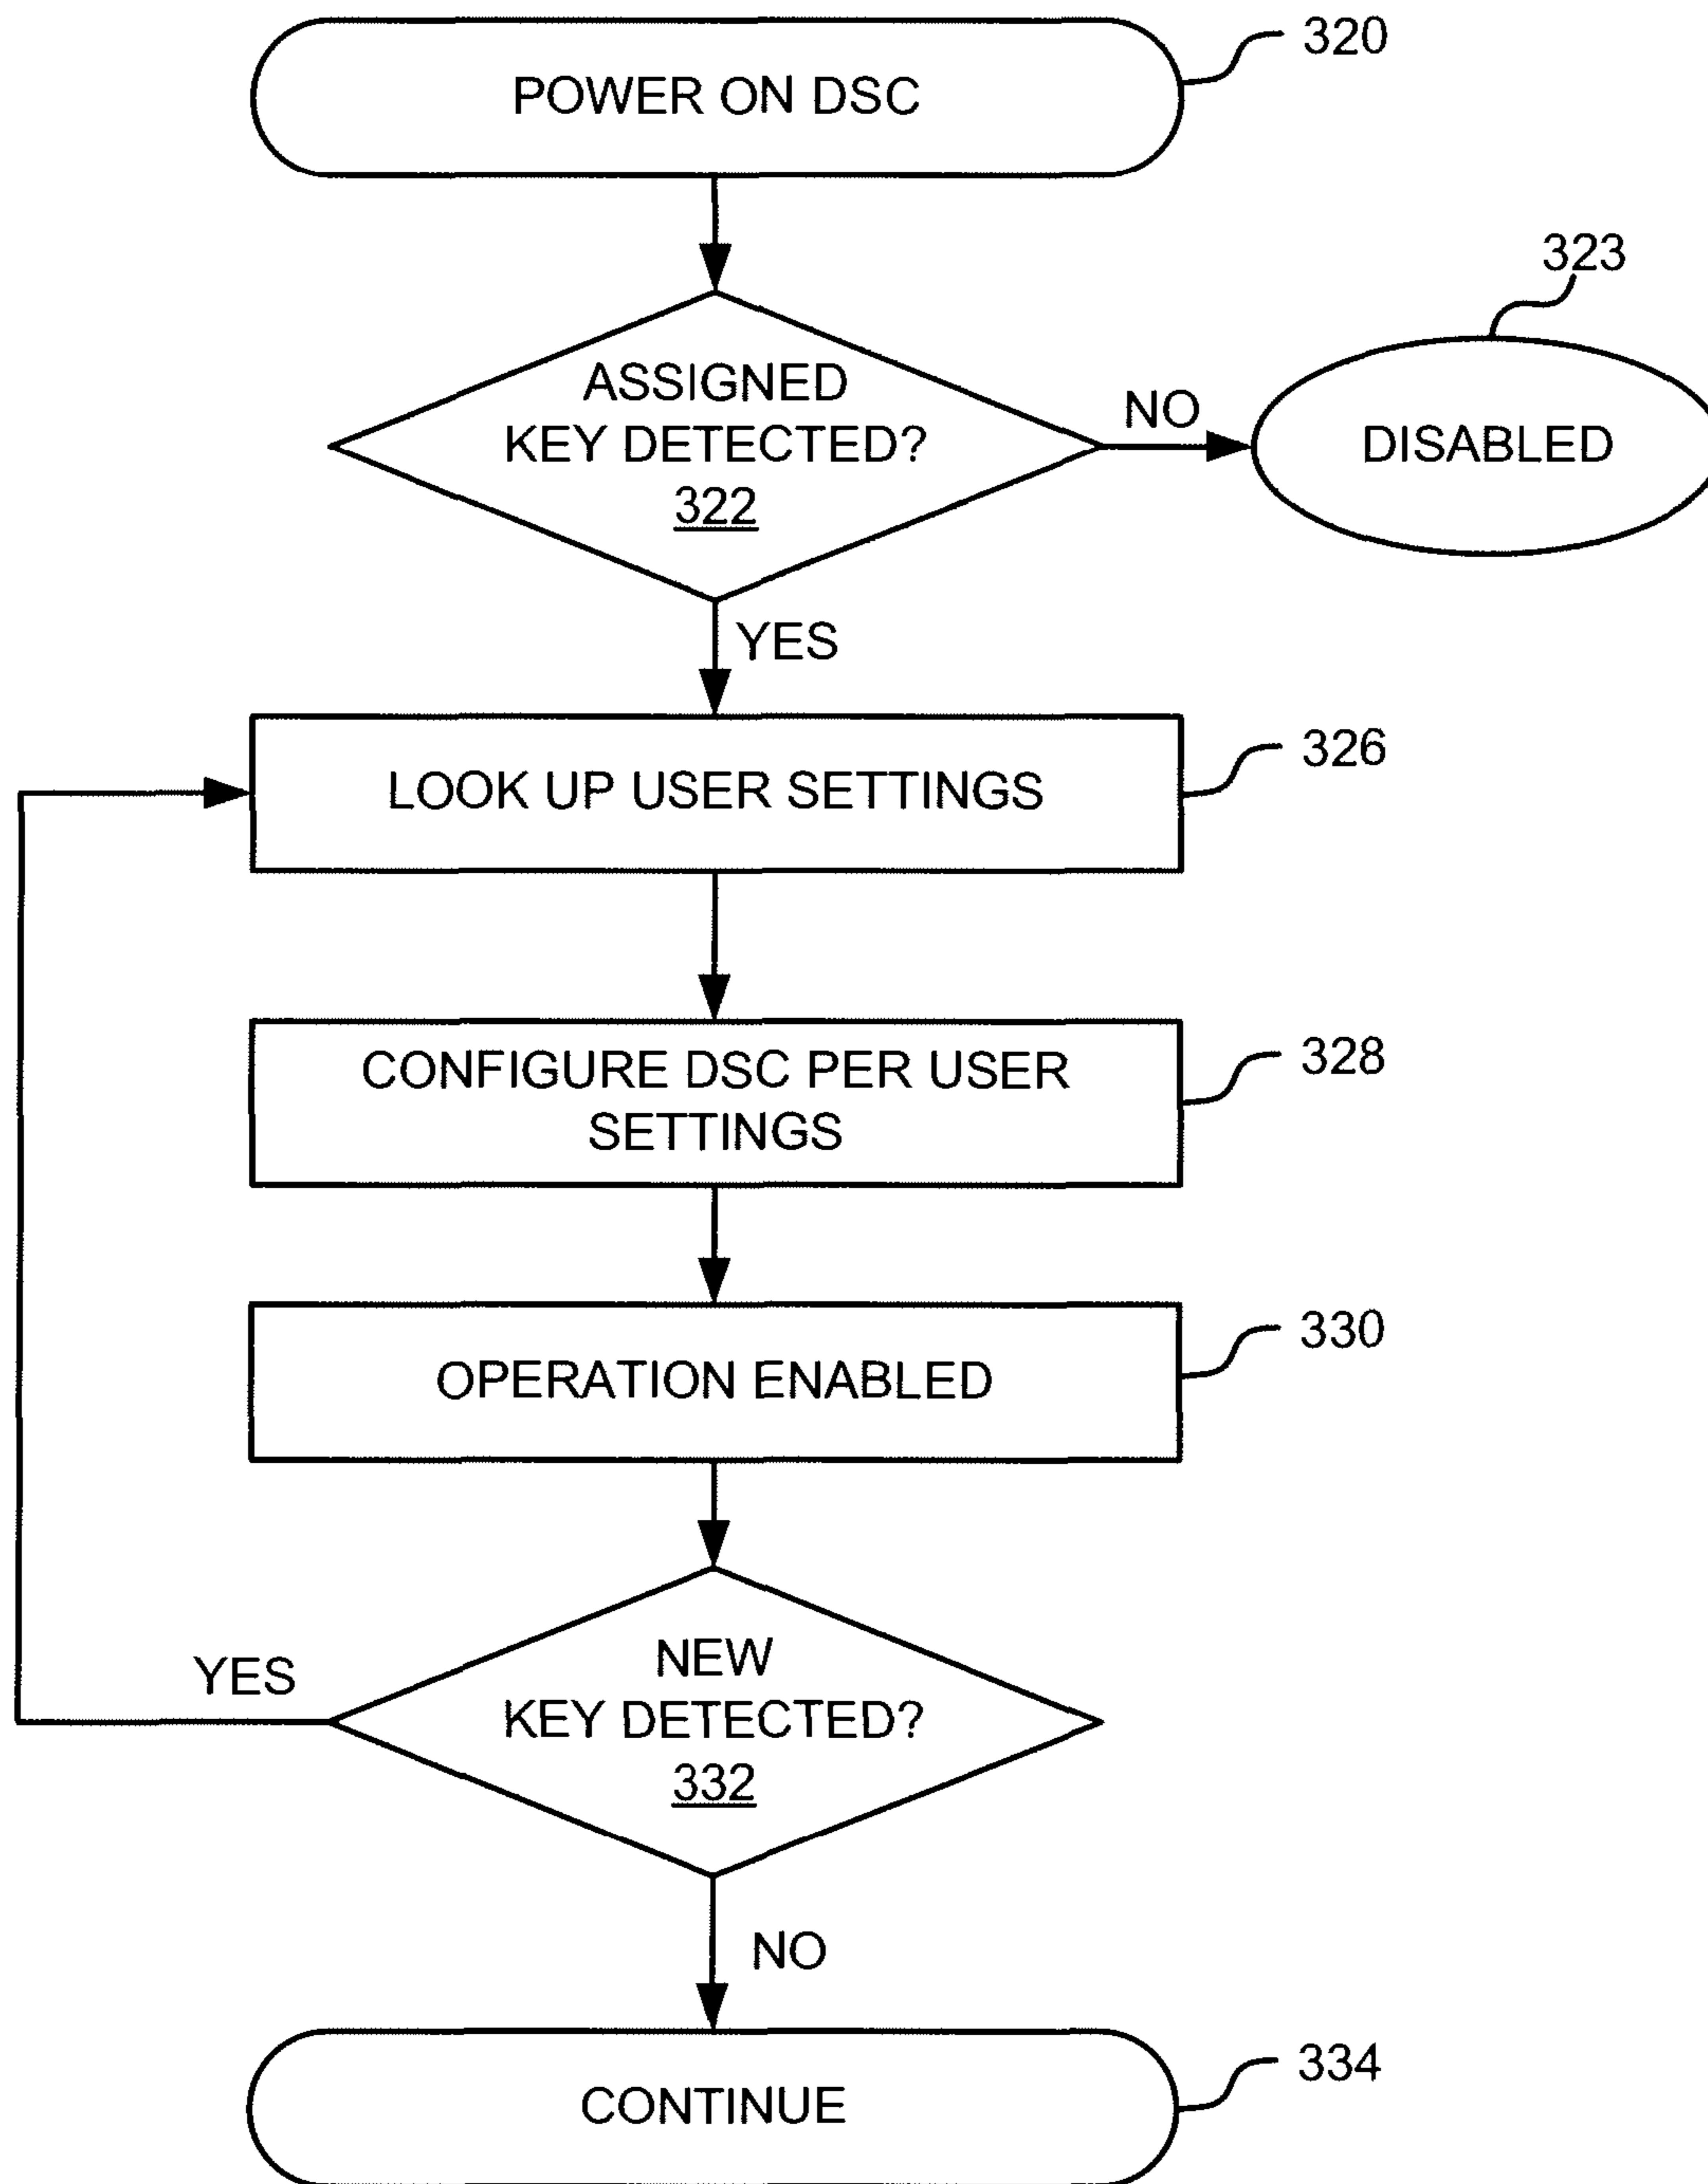 POWER ON DSC
320
ASSIGNED
KEY DETECTED?
322
NO
323
DISABLED
YES
LOOK UP USER SETTINGS
326
CONFIGURE DSC PER USER
SETTINGS
328
OPERATION ENABLED
330
NEW
KEY DETECTED?
332
YES
NO
CONTINUE
334